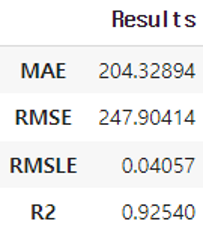 Results
MAE 204.32894
RMSE 247.90414
RMSLE 0.04057
R2 0.92540